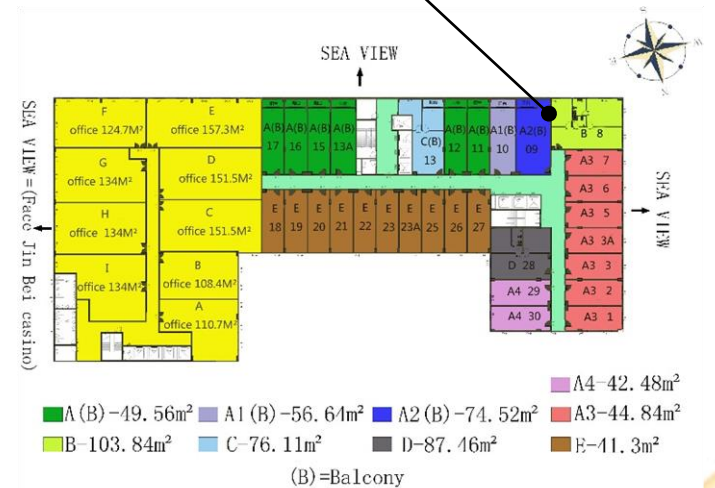 SEA VIEW
SEA VIEW=(Face Jin Boi casino)
SEA VIEW
F
office 124.7M²
E
office 157.3M²
G
office 134M²
D
office 151.5M²
H
office 134M²
C
office 151.5M²
I
office 134M²
B
office 108.4M²
A
office 110.7M²
A(B) 17
A(B) 16
A(B) 15
A(B) 13A
C(B) 13
A(B) 12
A(B) 11
A1(B) 10
A2(B) 09
B 8
E 18
E 19
E 20
E 21
E 22
E 23
E 23A
E 25
E 26
E 27
A3 7
A3 6
A3 5
A3 3A
A3 3
A3 2
A3 1
D 28
A4 29
A4 30
A4-42.48m²
A(B)-49.56m² A1(B)-56.64m² A2(B)-74.52m² A3-44.84m²
B-103.84m² C-76.11m² D-87.46m² E-41.3m²
(B)=Balcony